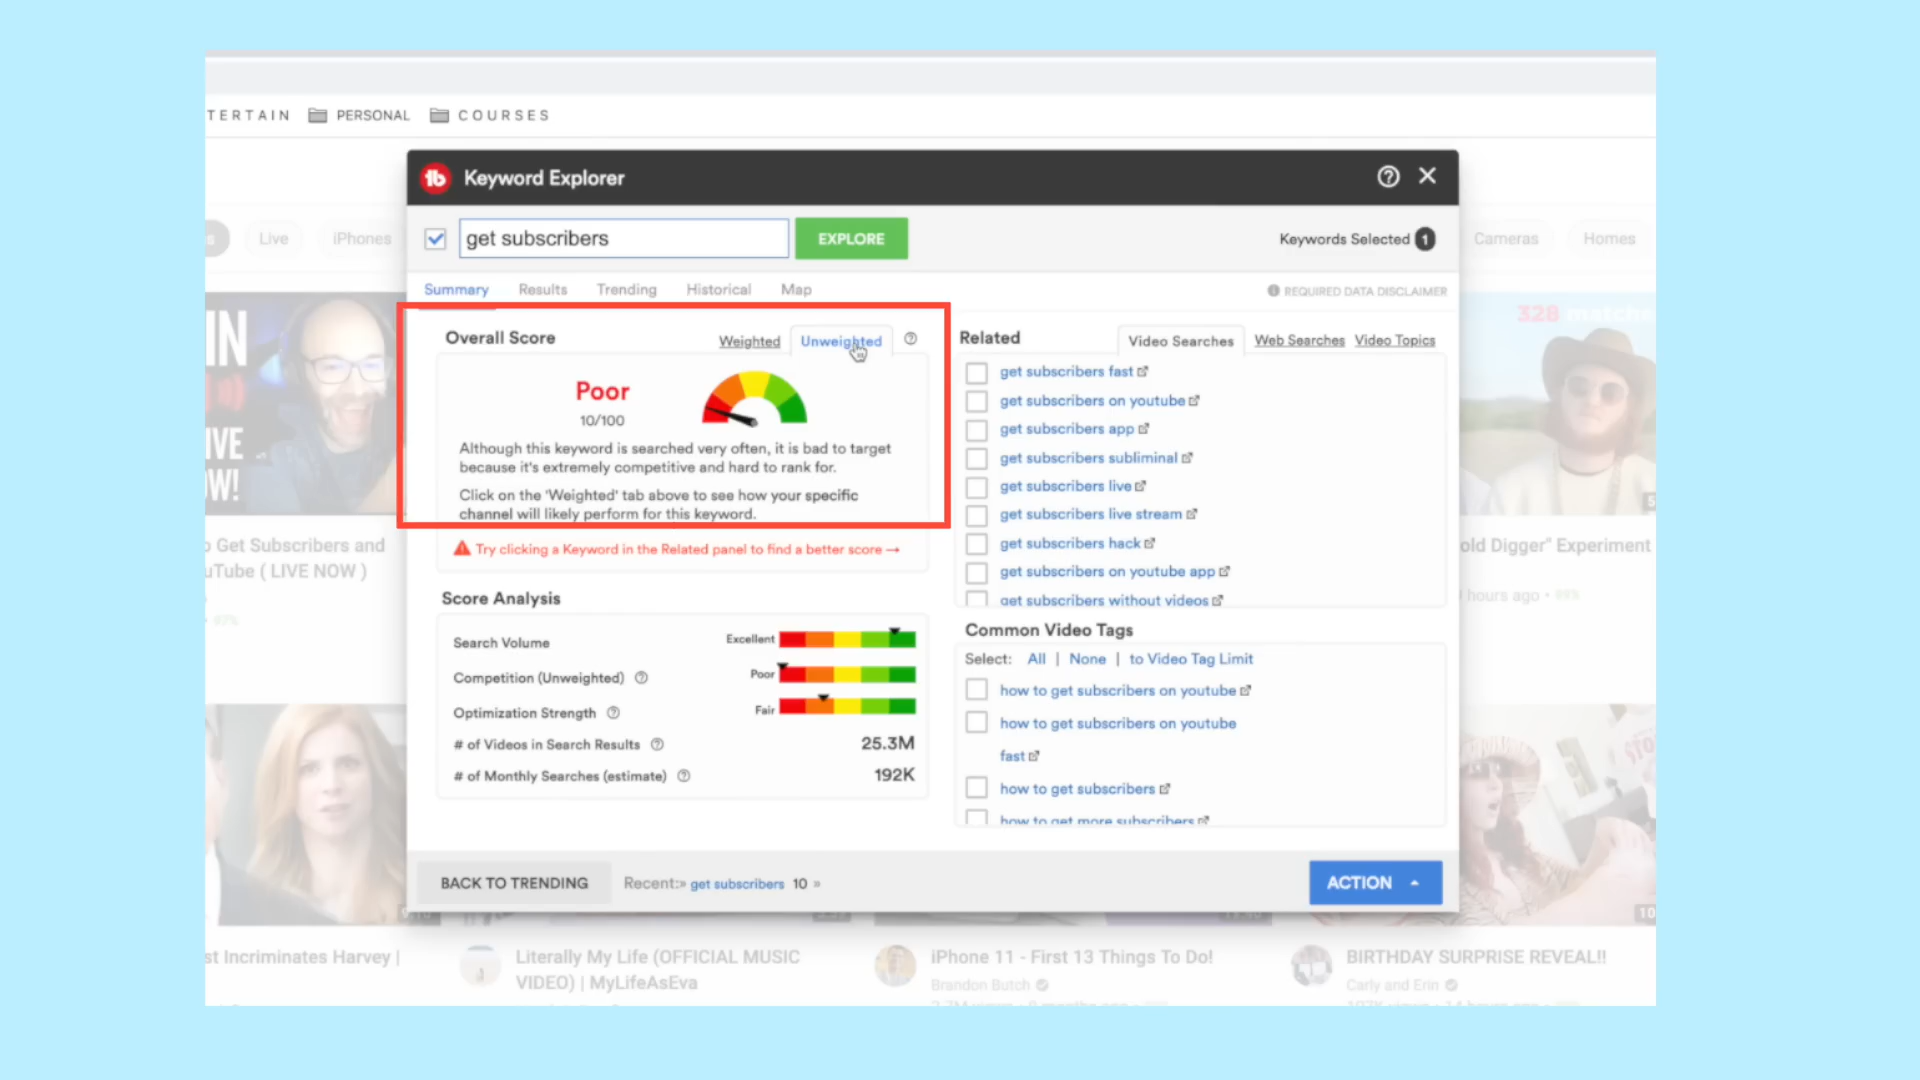 TERTAIN PERSONAL COURSES
Keyword Explorer
get subscribers EXPLORE Keywords Selected 1
Live iPhones Cameras Homes
Summary Results Trending Historical Map REQUIRED DATA DISCLAIMER
Overall Score Weighted Unweighted
Poor
10/100
Although this keyword is searched very often, it is bad to target
because it's extremely competitive and hard to rank for.
Click on the 'Weighted' tab above to see how your specific
channel will likely perform for this keyword.
Try clicking a Keyword in the Related panel to find a better score →
Score Analysis
Search Volume Excellent
Competition (Unweighted) Poor
Optimization Strength Fair
# of Videos in Search Results 25.3M
# of Monthly Searches (estimate) 192K
Related Video Searches Web Searches Video Topics
get subscribers fast
get subscribers on youtube
get subscribers app
get subscribers subliminal
get subscribers live
get subscribers live stream
get subscribers hack
get subscribers on youtube app
get subscribers without videos
Common Video Tags
Select: All | None | to Video Tag Limit
how to get subscribers on youtube
how to get subscribers on youtube
fast
how to get subscribers
how to get more subscribers
BACK TO TRENDING Recent:» get subscribers 10 » ACTION
IN
IVE
W!
Get Subscribers and
uTube ( LIVE NOW )
97%
328 matche
old Digger" Experiment
hours ago • 89%
st Incriminates Harvey |
Literally My Life (OFFICIAL MUSIC
VIDEO) | MyLifeAsEva
iPhone 11 - First 13 Things To Do!
Brandon Butch
BIRTHDAY SURPRISE REVEAL!!
Carly and Erin